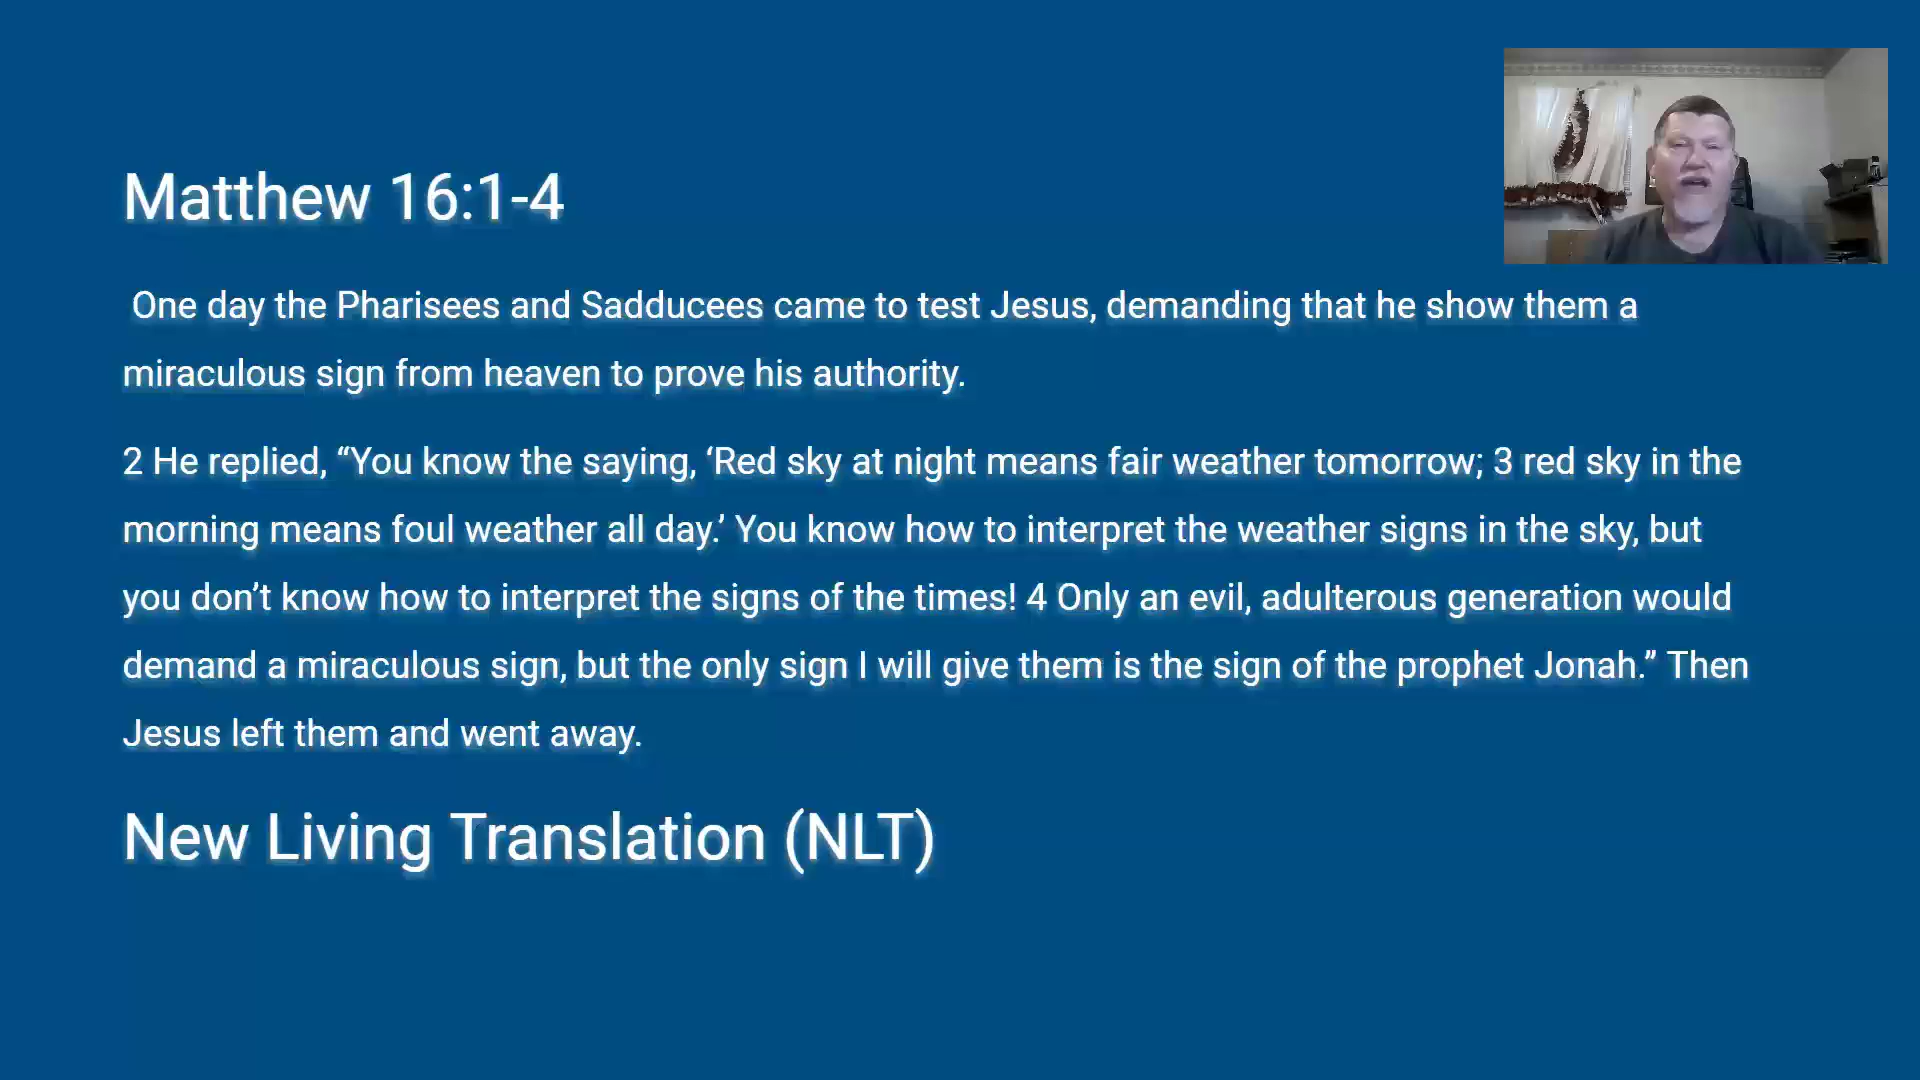 Matthew 16:1-4
One day the Pharisees and Sadducees came to test Jesus, demanding that he show them a
miraculous sign from heaven to prove his authority.
2 He replied, “You know the saying, ‘Red sky at night means fair weather tomorrow; 3 red sky in the
morning means foul weather all day.’ You know how to interpret the weather signs in the sky, but
you don’t know how to interpret the signs of the times! 4 Only an evil, adulterous generation would
demand a miraculous sign, but the only sign I will give them is the sign of the prophet Jonah.” Then
Jesus left them and went away.
New Living Translation (NLT)